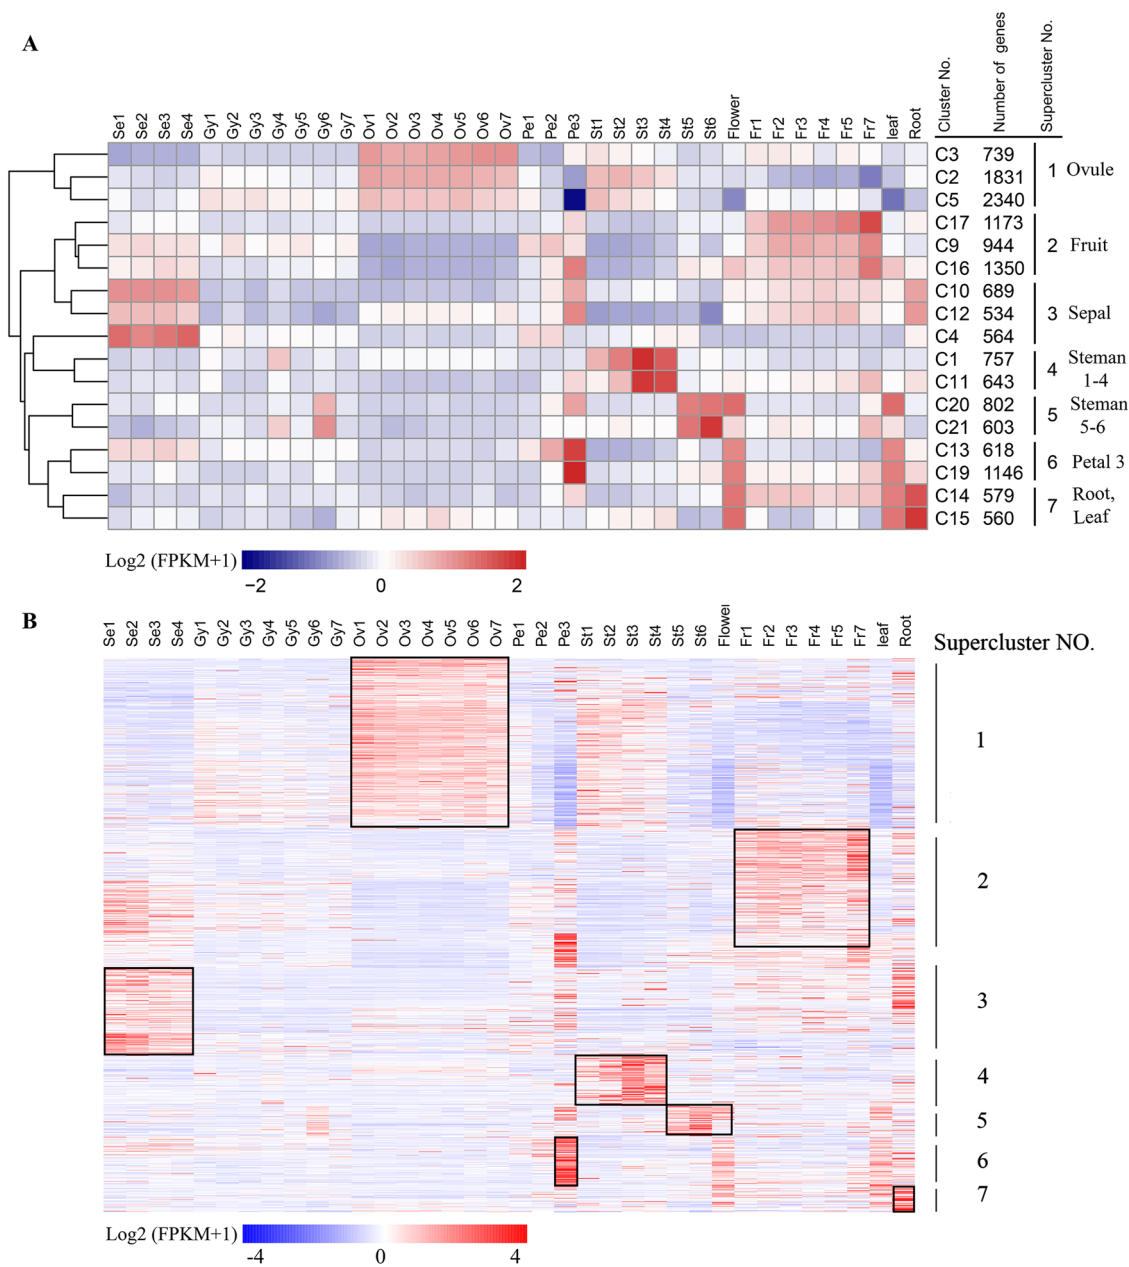 A
Se1 Se2 Se3 Se4 Gy1 Gy2 Gy3 Gy4 Gy5 Gy6 Gy7 Ov1 Ov2 Ov3 Ov4 Ov5 Ov6 Ov7 Pe1 Pe2 Pe3 St1 St2 St3 St4 St5 St6 Flower Fr1 Fr2 Fr3 Fr4 Fr5 Fr7 leaf Root Cluster No. Number of genes Supercluster No.
C3 739
C2 1831 1 Ovule
C5 2340
C17 1173
C9 944 2 Fruit
C16 1350
C10 689
C12 534 3 Sepal
C4 564
C1 757 4 Steman
C11 643 1-4
C20 802 5 Steman
C21 603 5-6
C13 618 6 Petal 3
C19 1146
C14 579 7 Root,
C15 560 Leaf
Log2 (FPKM+1)
−2 0 2
B
Se1 Se2 Se3 Se4 Gy1 Gy2 Gy3 Gy4 Gy5 Gy6 Gy7 Ov1 Ov2 Ov3 Ov4 Ov5 Ov6 Ov7 Pe1 Pe2 Pe3 St1 St2 St3 St4 St5 St6 Flower Fr1 Fr2 Fr3 Fr4 Fr5 Fr7 leaf Root
Supercluster NO.
1
2
3
4
5
6
7
Log2 (FPKM+1)
-4 0 4